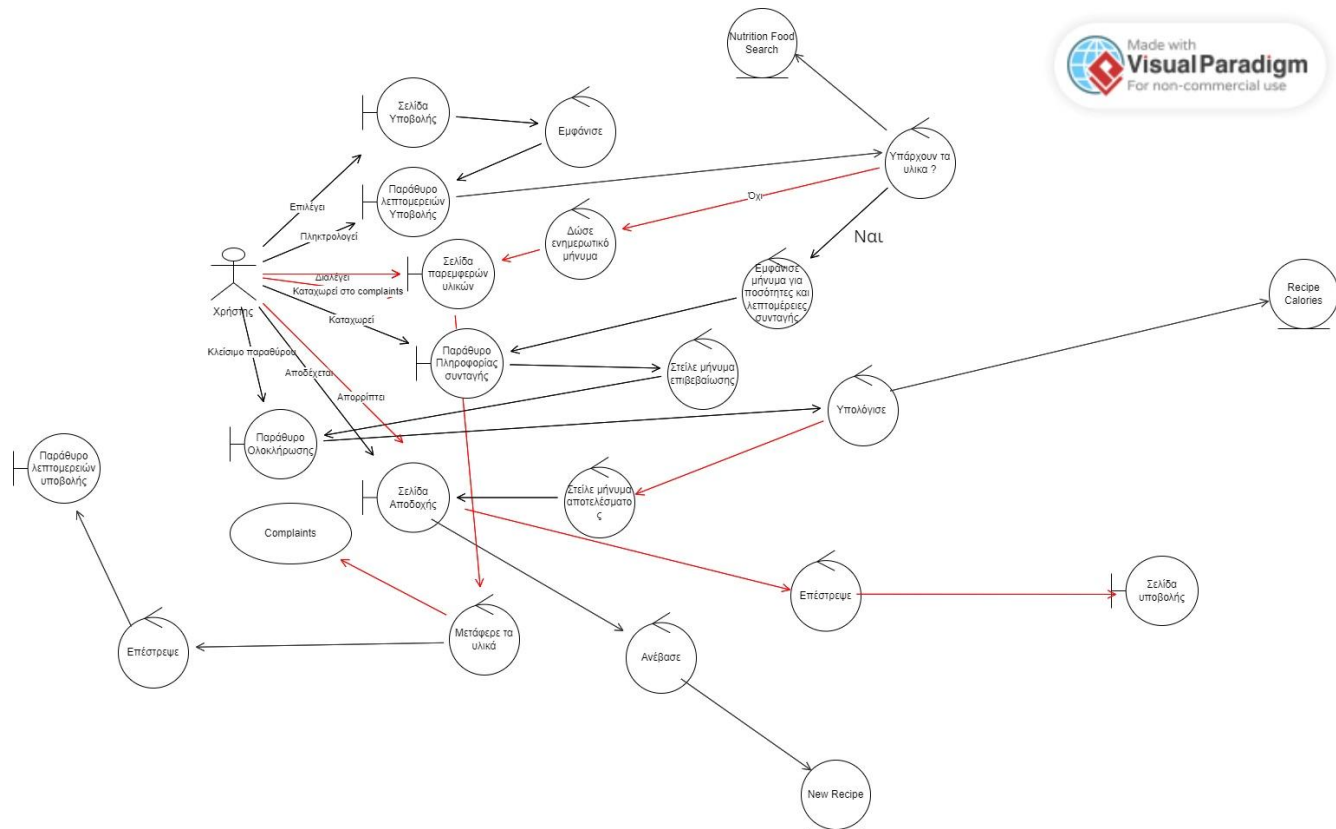 Nutrition Food
Search
Made with
Visual Paradigm
For non-commercial use
Σελίδα
Υποβολής
Εμφάνισε
Υπάρχουν τα
υλικα ?
Παράθυρο
λεπτομερειών
Υποβολής
Επιλέγει
Πληκτρολογεί
Όχι
Δώσε
ενημερωτικό
μήνυμα
Ναι
Σελίδα
παρεμφερών
υλικών
Διαλέγει
Καταχωρεί στο complaints
Εμφάνισε
μήνυμα για
ποσότητες και
λεπτομέρειες
συνταγής
Recipe
Calories
Χρήστης
Καταχωρεί
Κλείσιμο παραθύρου
Παράθυρο
Πληροφορίας
συνταγής
Αποδέχεται
Στείλε μήνυμα
επιβεβαίωσης
Απορρίπτει
Υπολόγισε
Παράθυρο
Ολοκλήρωσης
Παράθυρο
λεπτομερειών
υποβολής
Σελίδα
Αποδοχής
Στείλε μήνυμα
αποτελέσματο
ς
Complaints
Επέστρεψε
Σελίδα
υποβολής
Μετάφερε τα
υλικά
Επέστρεψε
Ανέβασε
New Recipe